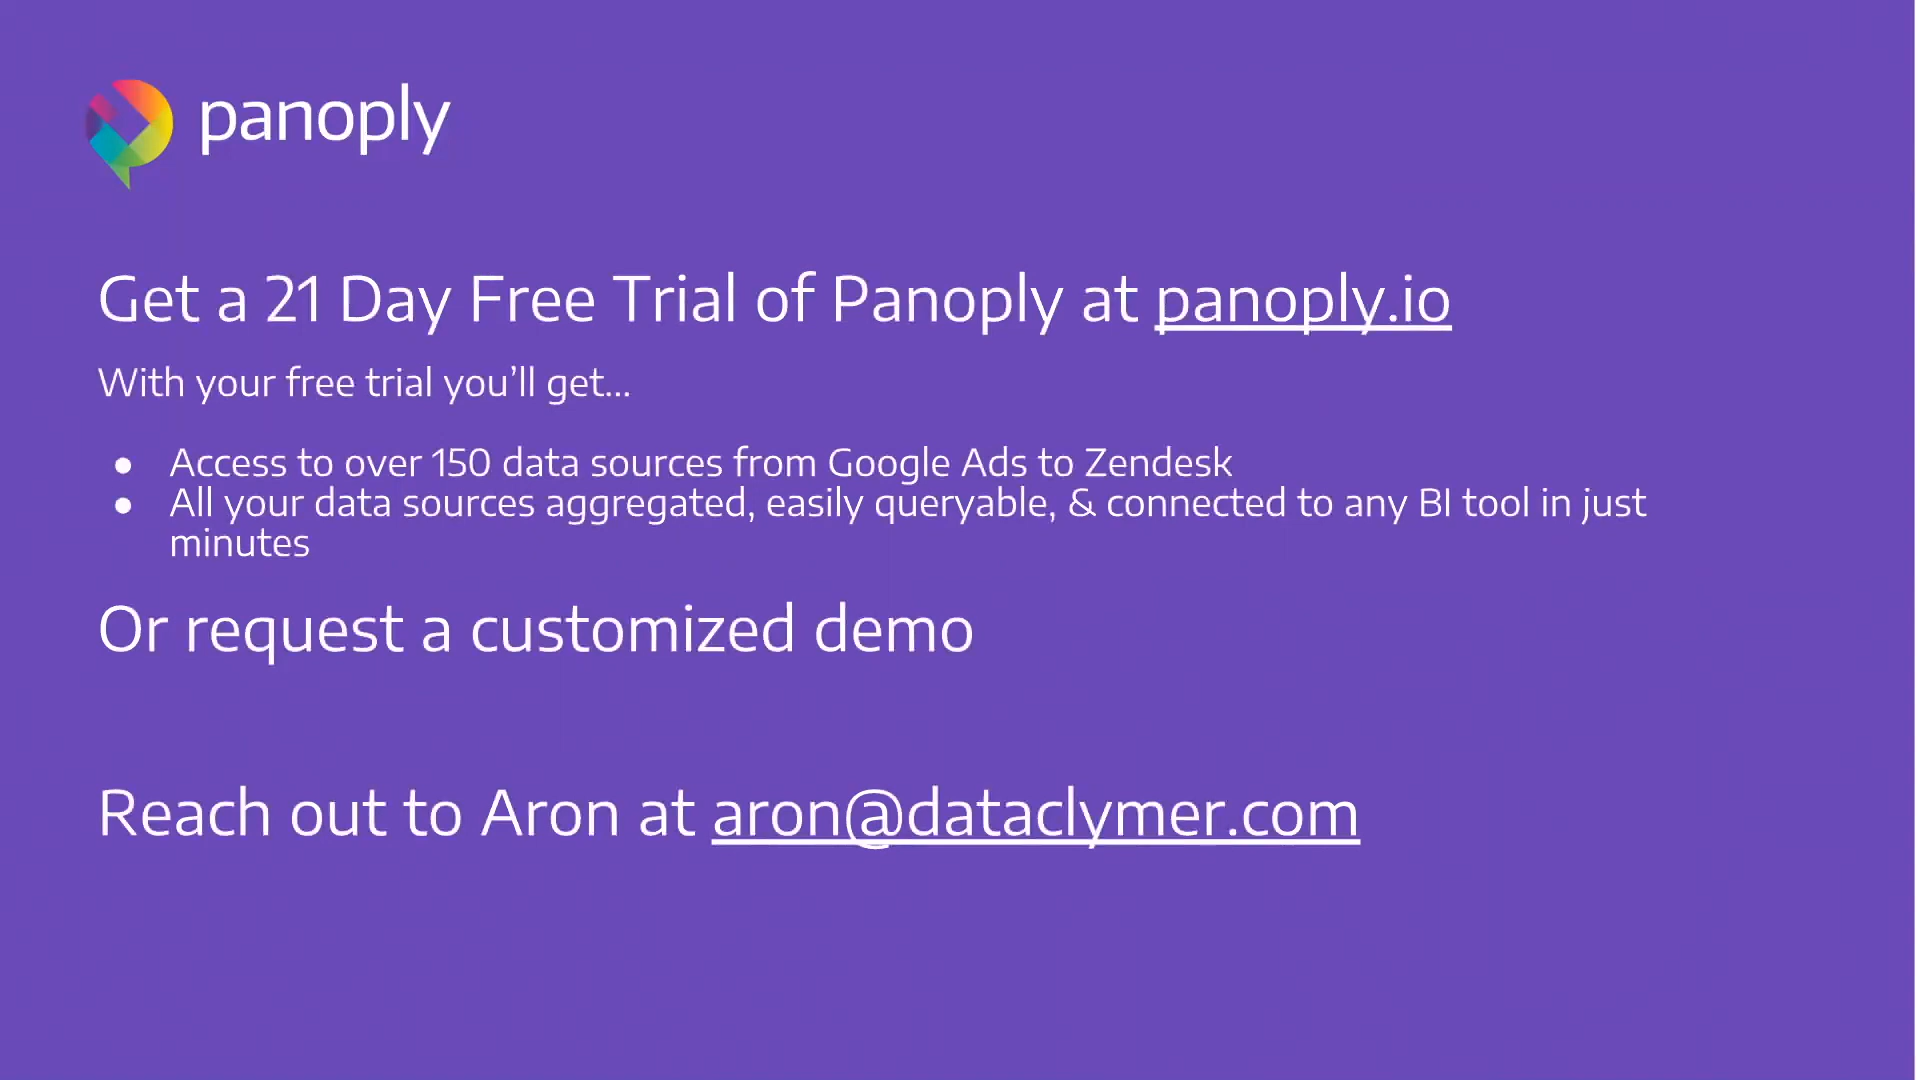 panoply
Get a 21 Day Free Trial of Panoply at panoply.io
With your free trial you’ll get...
● Access to over 150 data sources from Google Ads to Zendesk
● All your data sources aggregated, easily queryable, & connected to any BI tool in just
minutes
Or request a customized demo
Reach out to Aron at aron@dataclymer.com